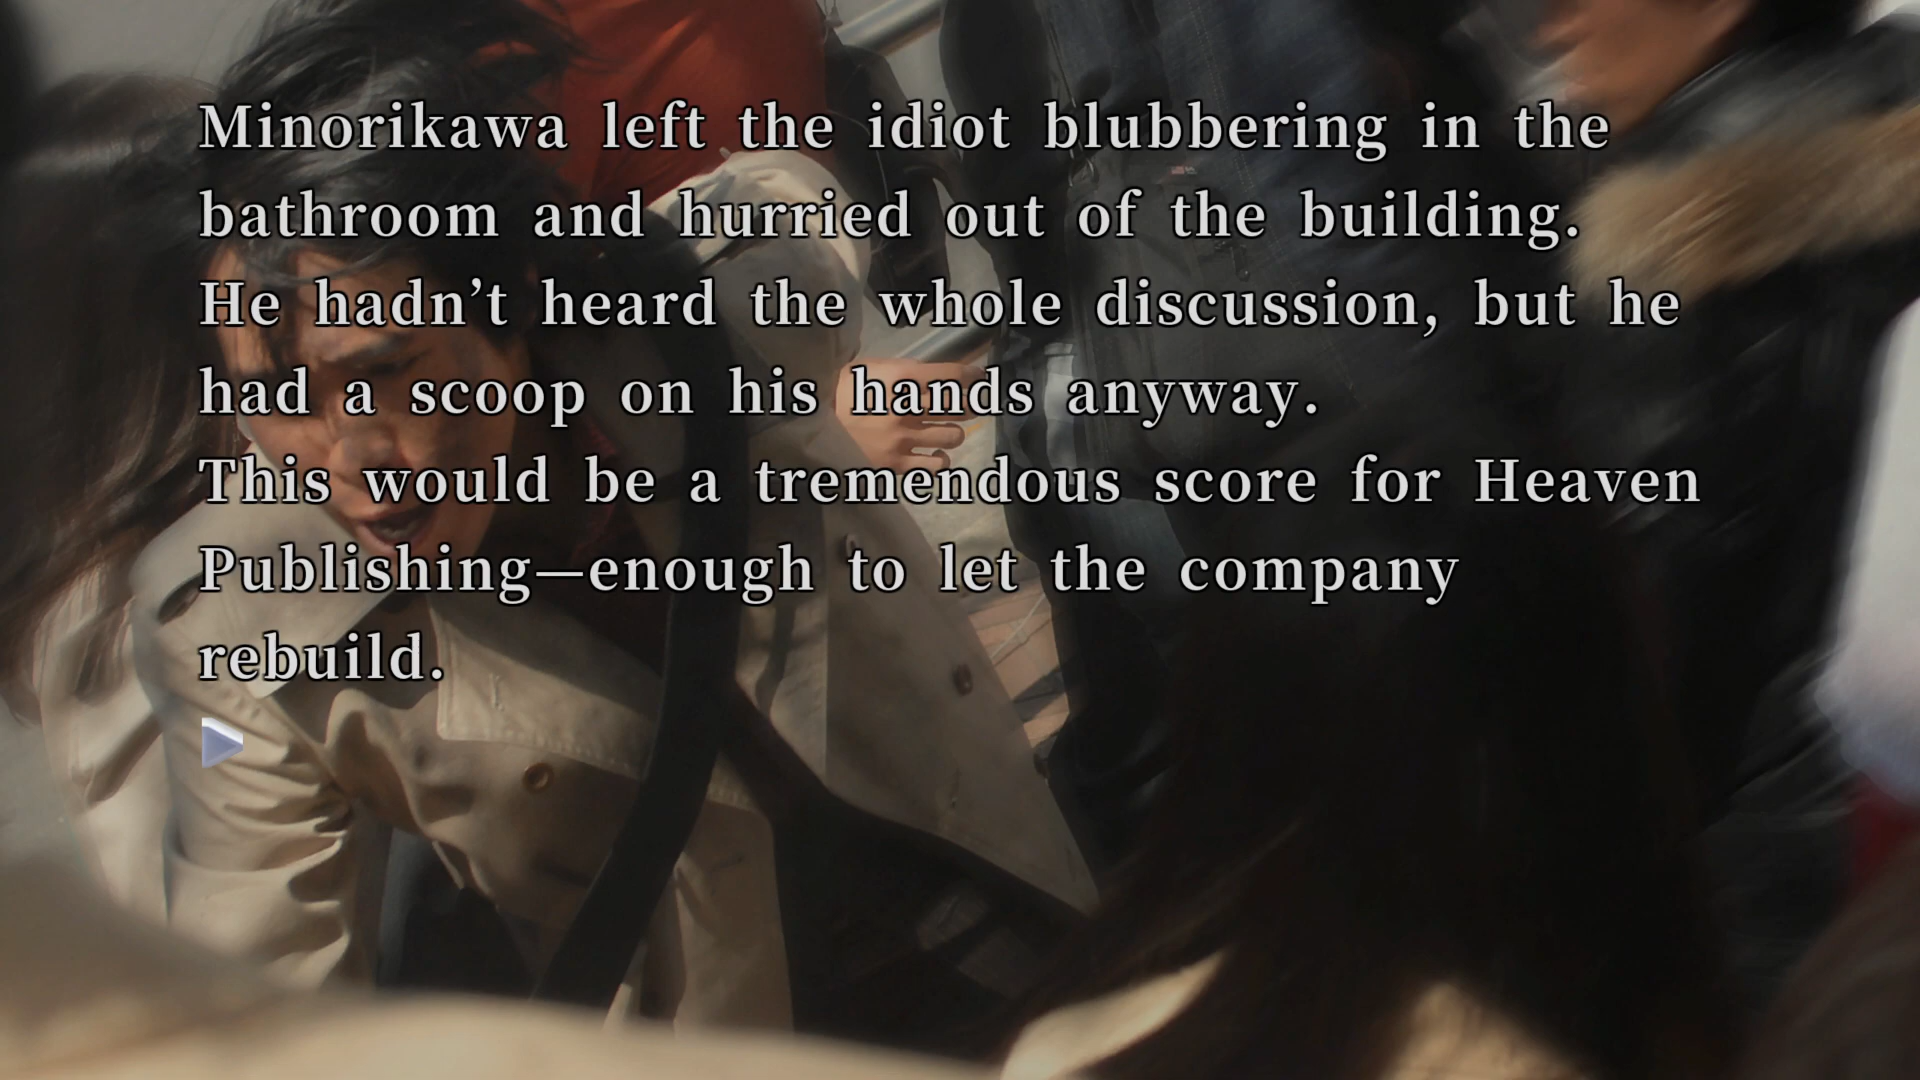 Minorikawa left the idiot blubbering in the
bathroom and hurried out of the building.
He hadn’t heard the whole discussion, but he
had a scoop on his hands anyway.
This would be a tremendous score for Heaven
Publishing—enough to let the company
rebuild.